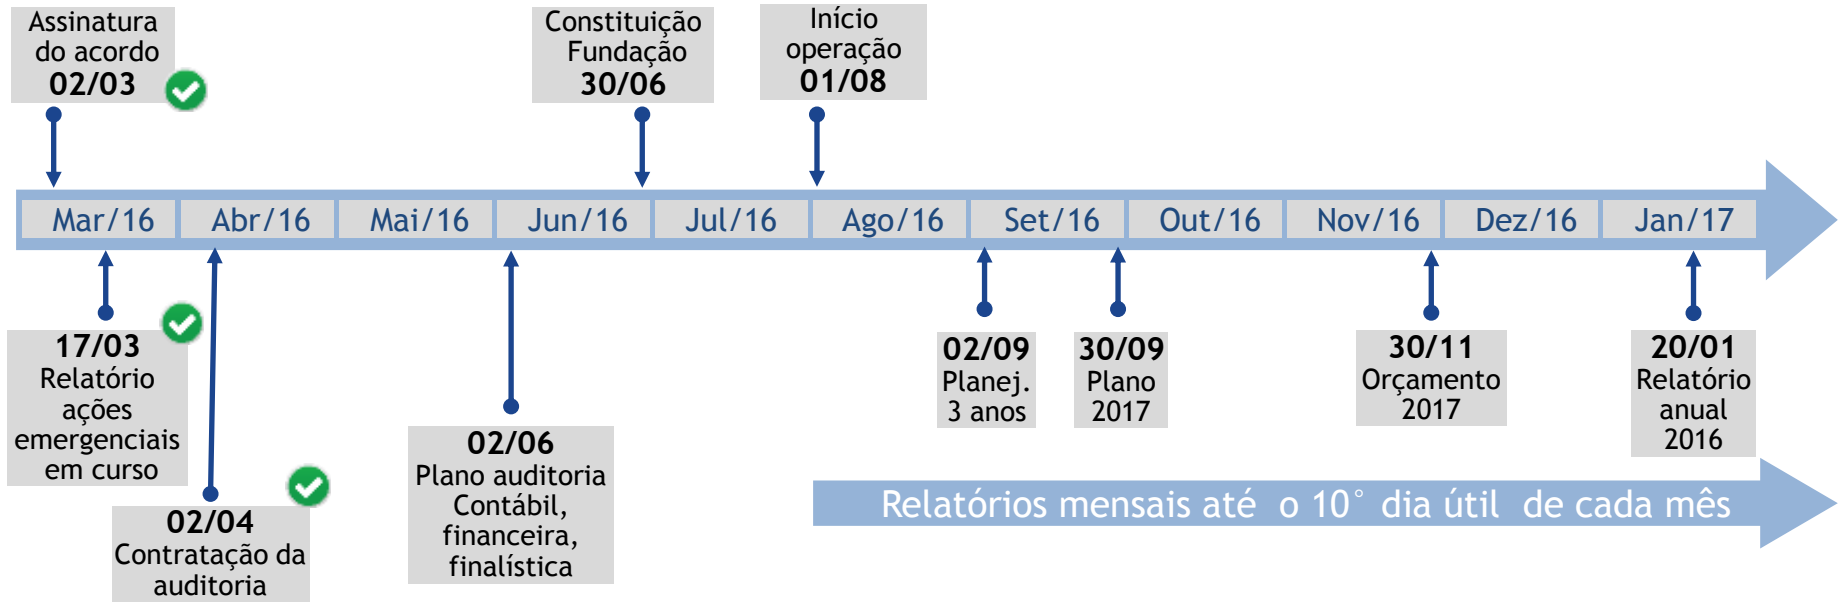 Assinatura
do acordo
02/03
Constituição
Fundação
30/06
Início
operação
01/08
Mar/16
Abr/16
Mai/16
Jun/16
Jul/16
Ago/16
Set/16
Out/16
Nov/16
Dez/16
Jan/17
17/03
Relatório
ações
emergenciais
em curso
02/04
Contratação da
auditoria
02/06
Plano auditoria
Contábil,
financeira,
finalística
02/09
Planej.
3 anos
30/09
Plano
2017
30/11
Orçamento
2017
20/01
Relatório
anual
2016
Relatórios mensais até o 10° dia útil de cada mês